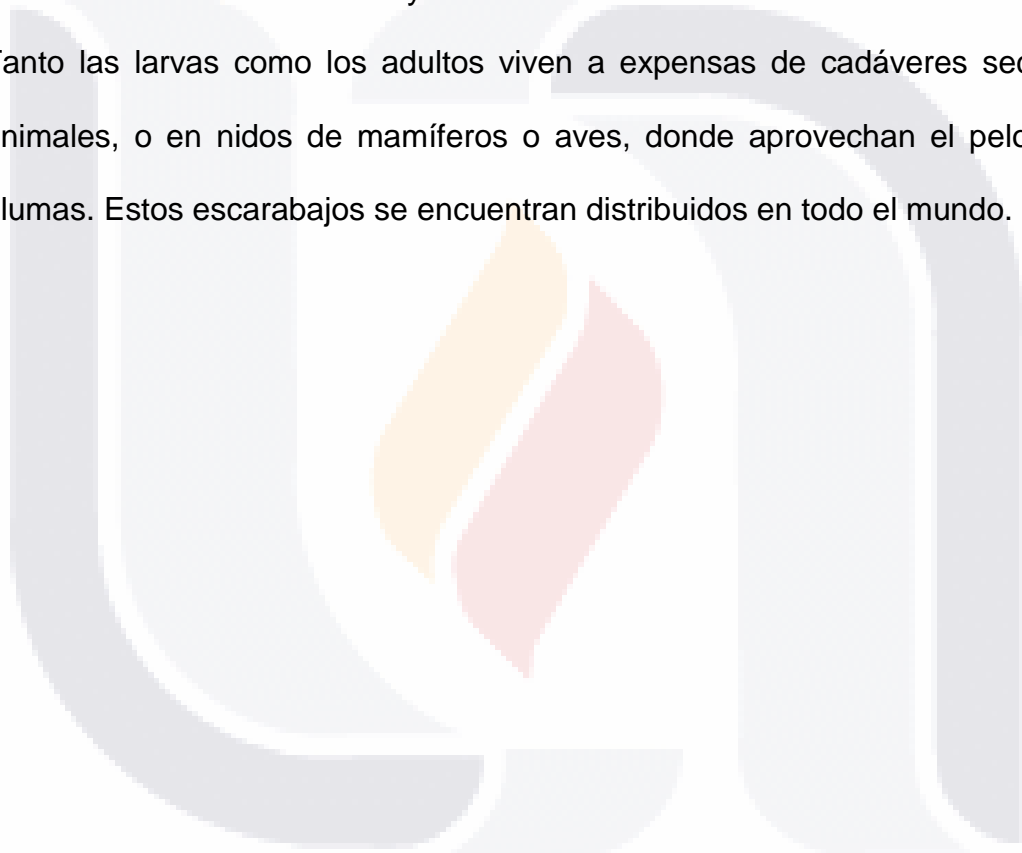 anto las larvas como los adultos viven a expensas de cadáveres sec
nimales, o en nidos de mamíferos o aves, donde aprovechan el pelo
lumas. Estos escarabajos se encuentran distribuidos en todo el mundo.